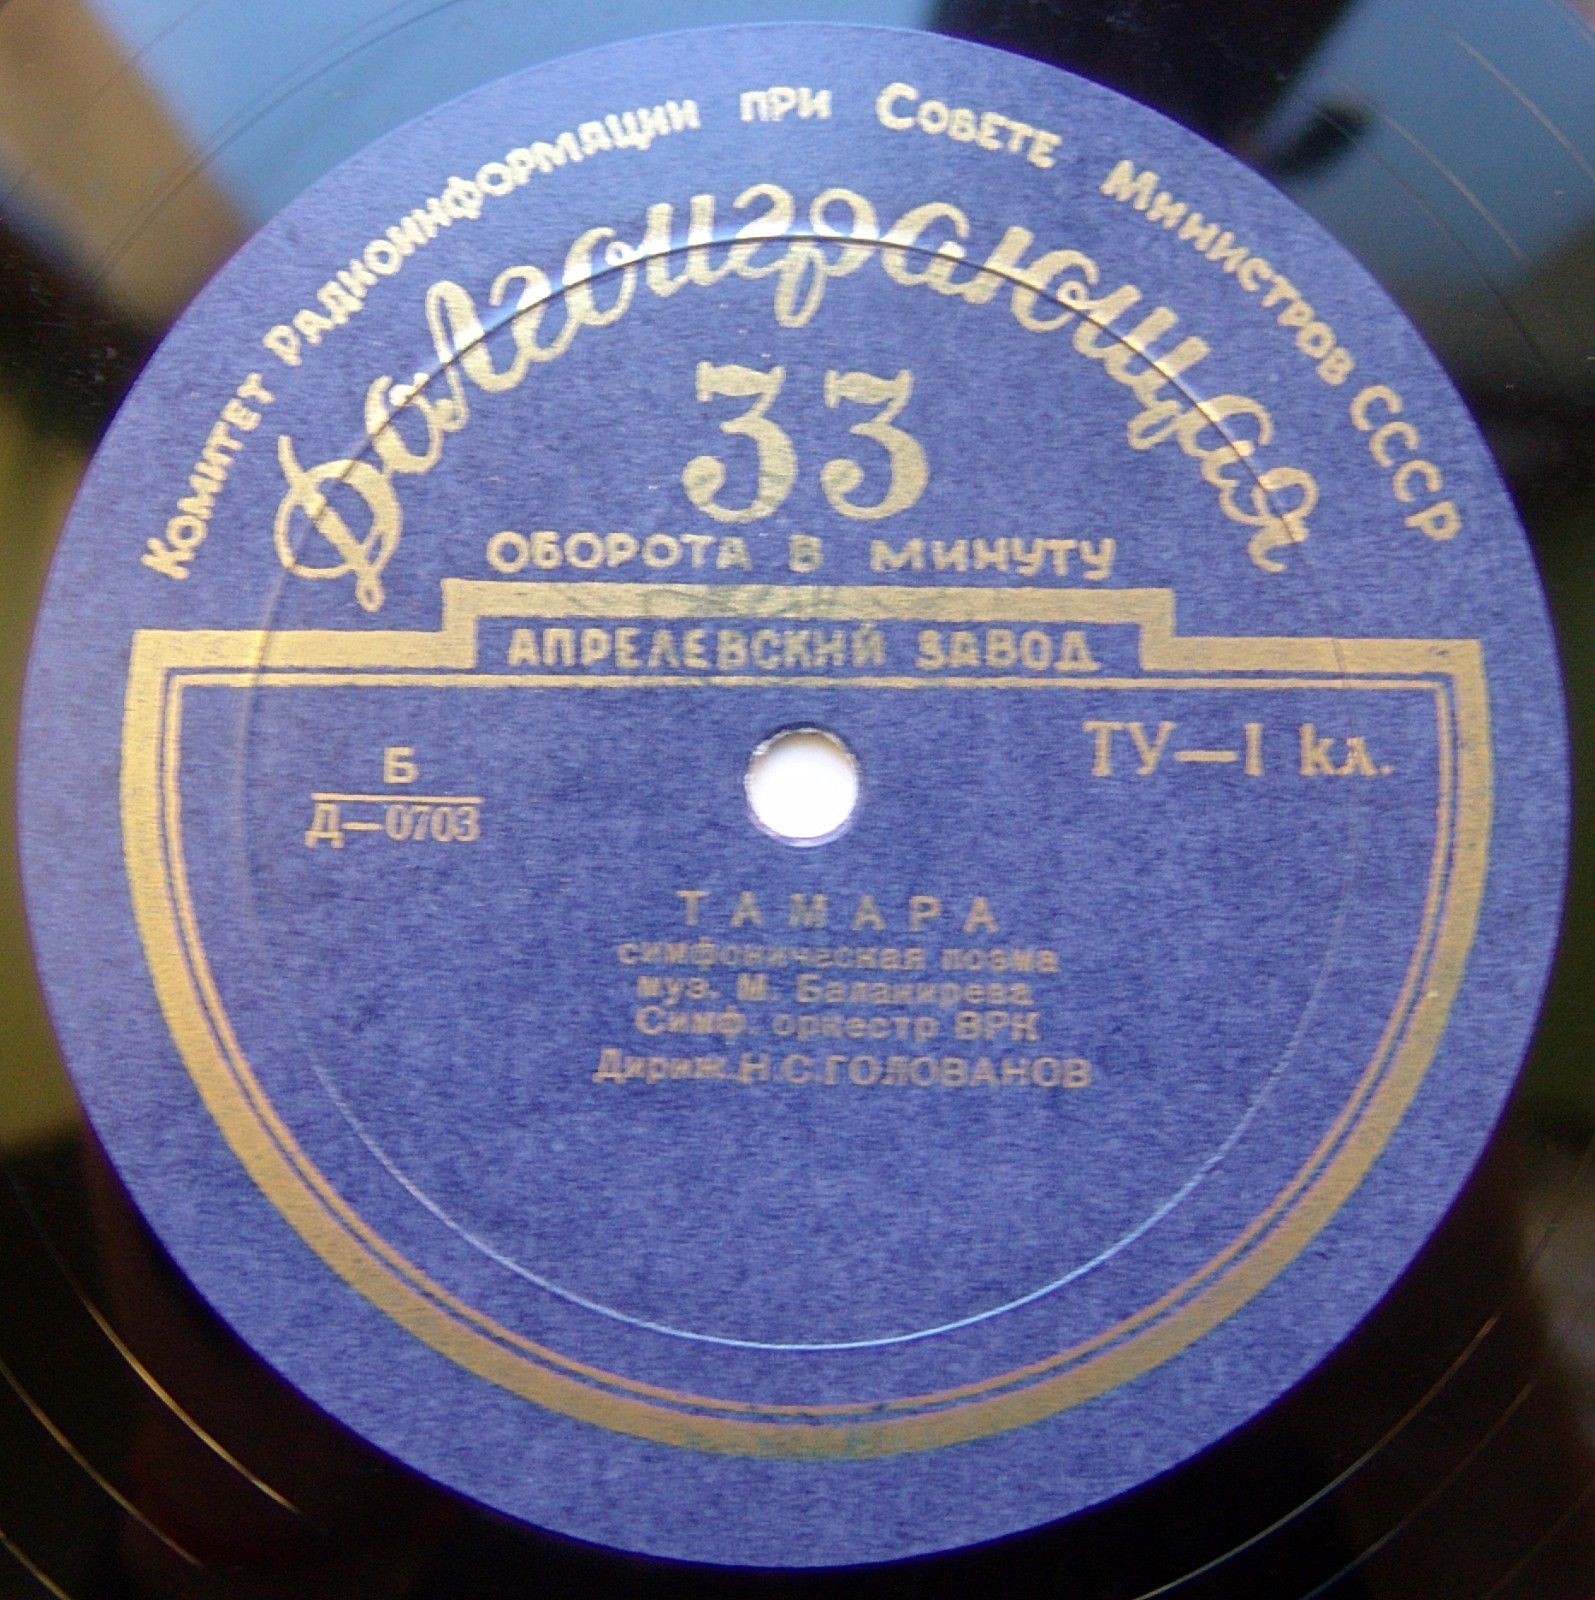 Комитет Радиоинформации при Совете Министров СССР
Долгоиграющая
33
ОБОРОТА В МИНУТУ
АПРЕЛЕВСКИЙ ЗАВОД
ТУ—I кл.
Б
Д—0703
ТАМАРА
симфоническая поэма
муз. М. Балакирева
Симф. оркестр ВРК
Дириж. Н.С.ГОЛОВАНОВ